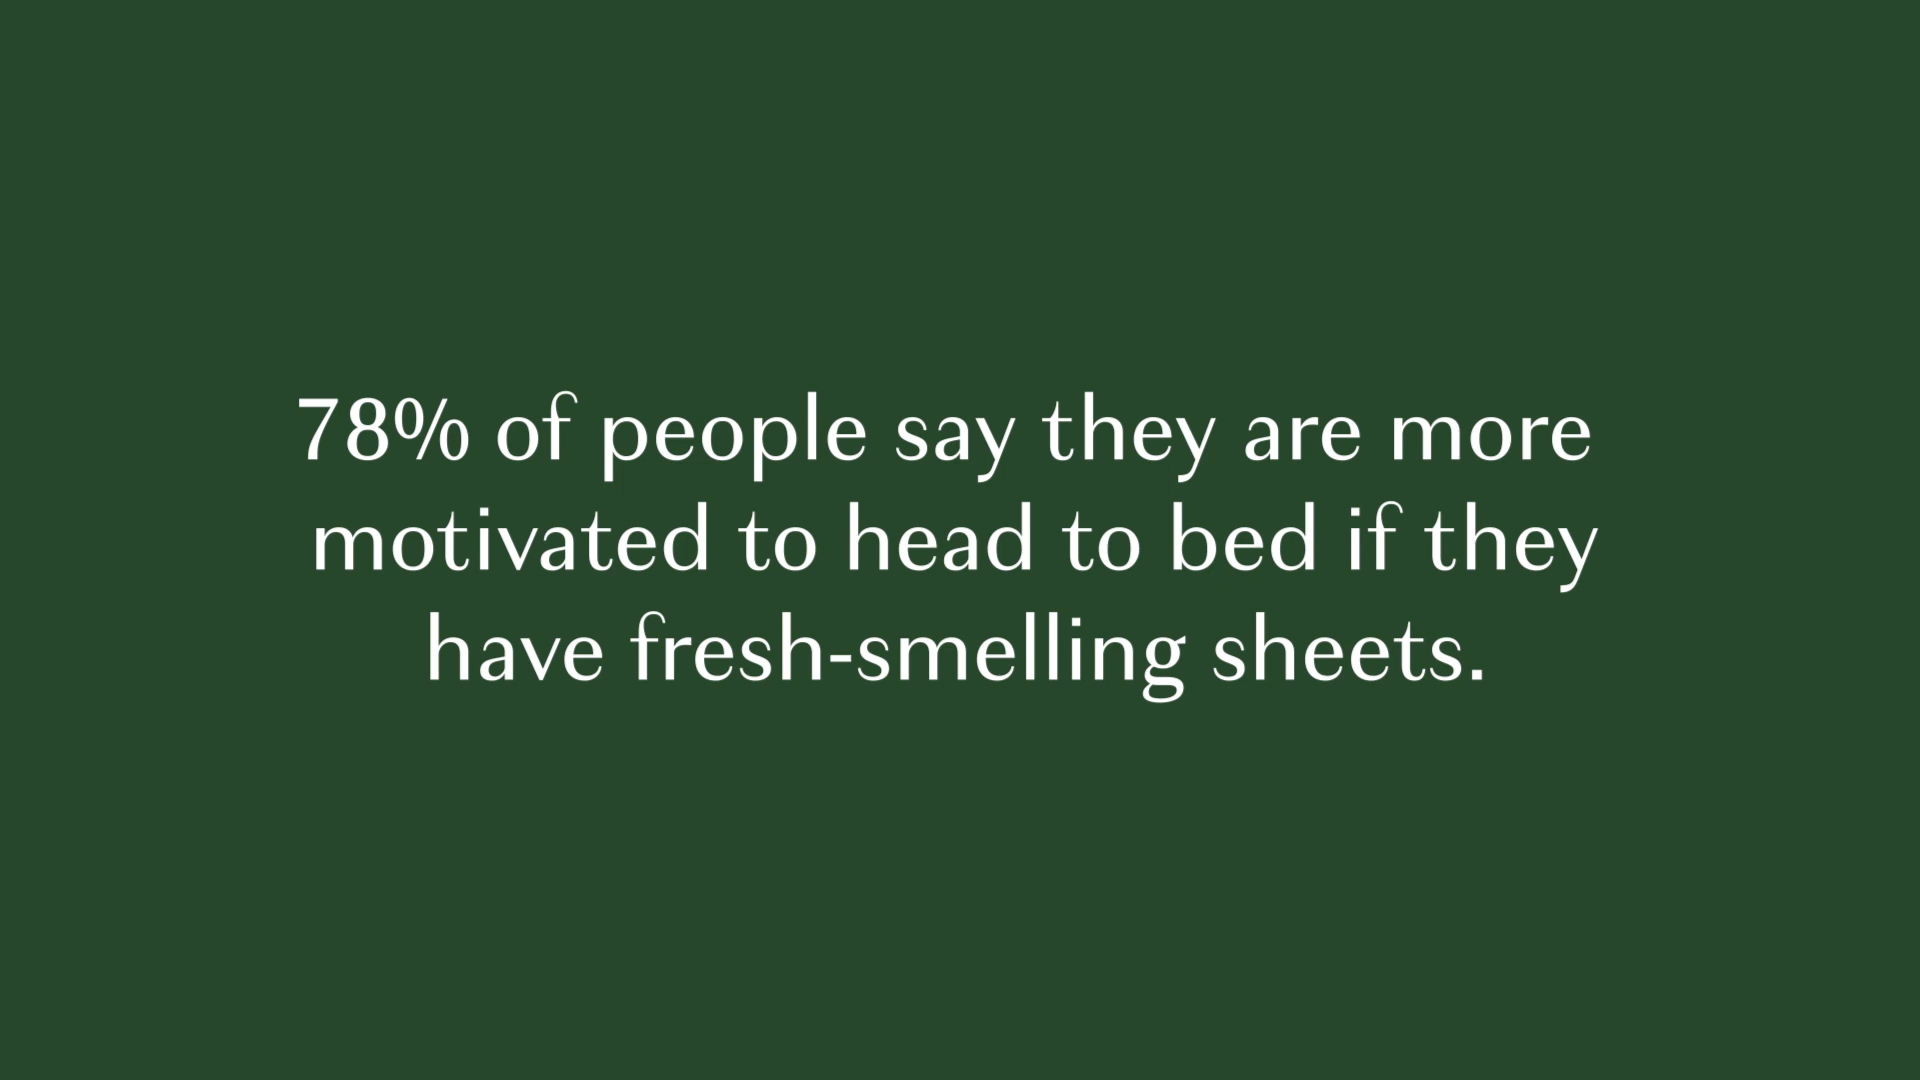 78% of people say they are more
motivated to head to bed if they
have fresh-smelling sheets.